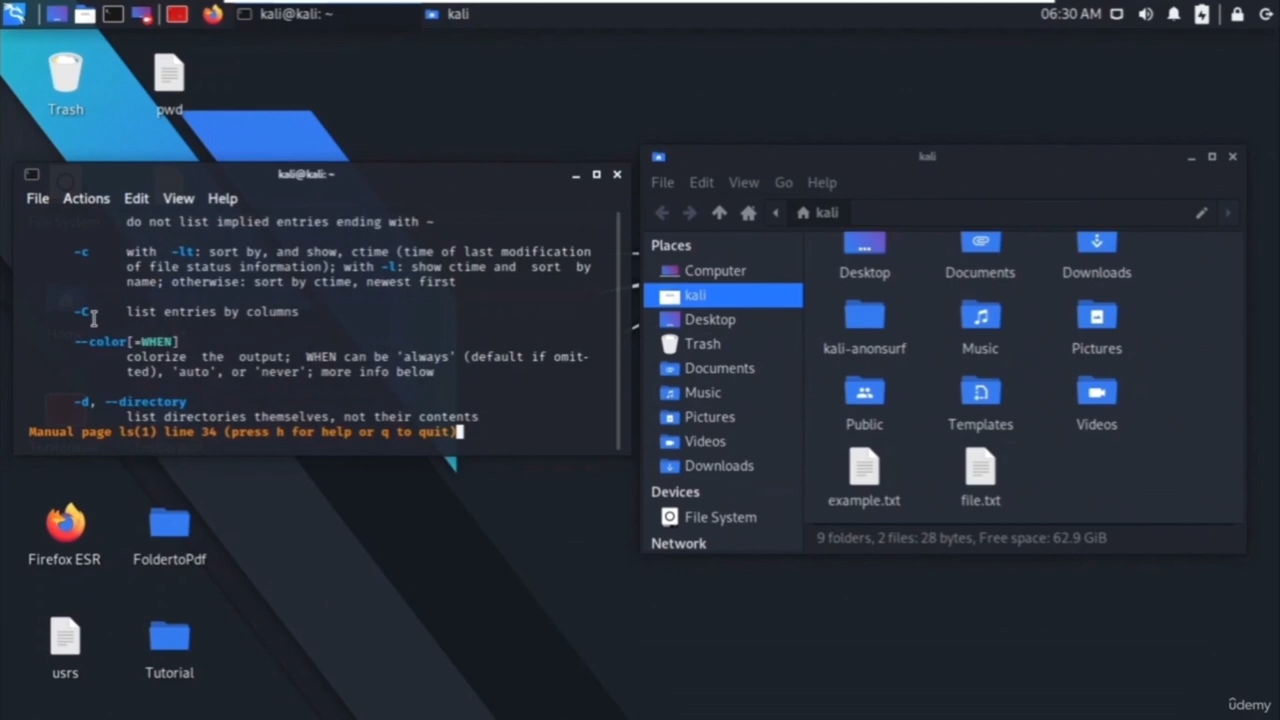 kali@kali: ~
kali
06:30 AM
Trash
pwd
kali@kali: ~
File Actions Edit View Help
do not list implied entries ending with ~
-c with -lt: sort by, and show, ctime (time of last modification
of file status information); with -l: show ctime and sort by
name; otherwise: sort by ctime, newest first
-C list entries by columns
--color[=WHEN]
colorize the output; WHEN can be 'always' (default if omit-
ted), 'auto', or 'never'; more info below
-d, --directory
list directories themselves, not their contents
Manual page ls(1) line 34 (press h for help or q to quit)
kali
File Edit View Go Help
kali
Places
Computer
kali
Desktop
Trash
Documents
Music
Pictures
Videos
Downloads
Devices
File System
Network
Desktop Documents Downloads
kali-anonsurf Music Pictures
Public Templates Videos
example.txt file.txt
9 folders, 2 files: 28 bytes, Free space: 62.9 GiB
Firefox ESR
FoldertoPdf
usrs
Tutorial
ûdemy